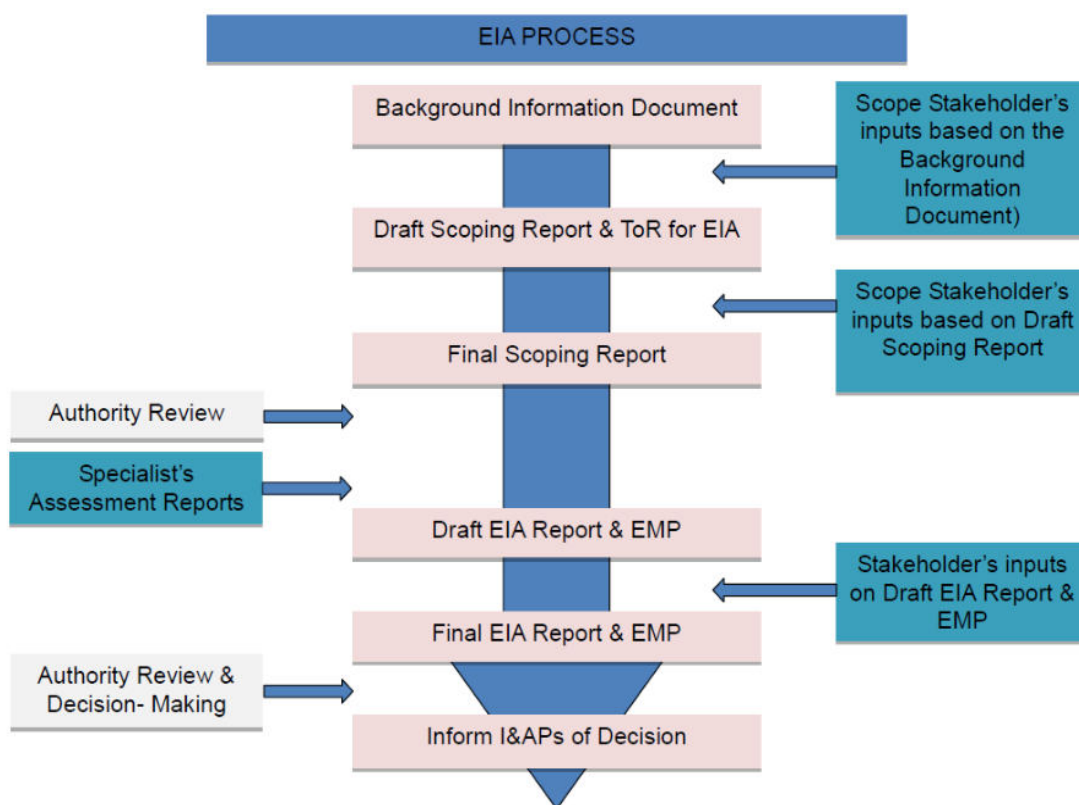 EIA PROCESS
Background Information Document
Scope Stakeholder's
inputs based on the
Background
Information
Document)
Draft Scoping Report & ToR for EIA
Scope Stakeholder's
inputs based on Draft
Scoping Report
Final Scoping Report
Authority Review
Specialist's
Assessment Reports
Draft EIA Report & EMP
Stakeholder's inputs
on Draft EIA Report &
EMP
Final EIA Report & EMP
Authority Review &
Decision- Making
Inform I&APs of Decision